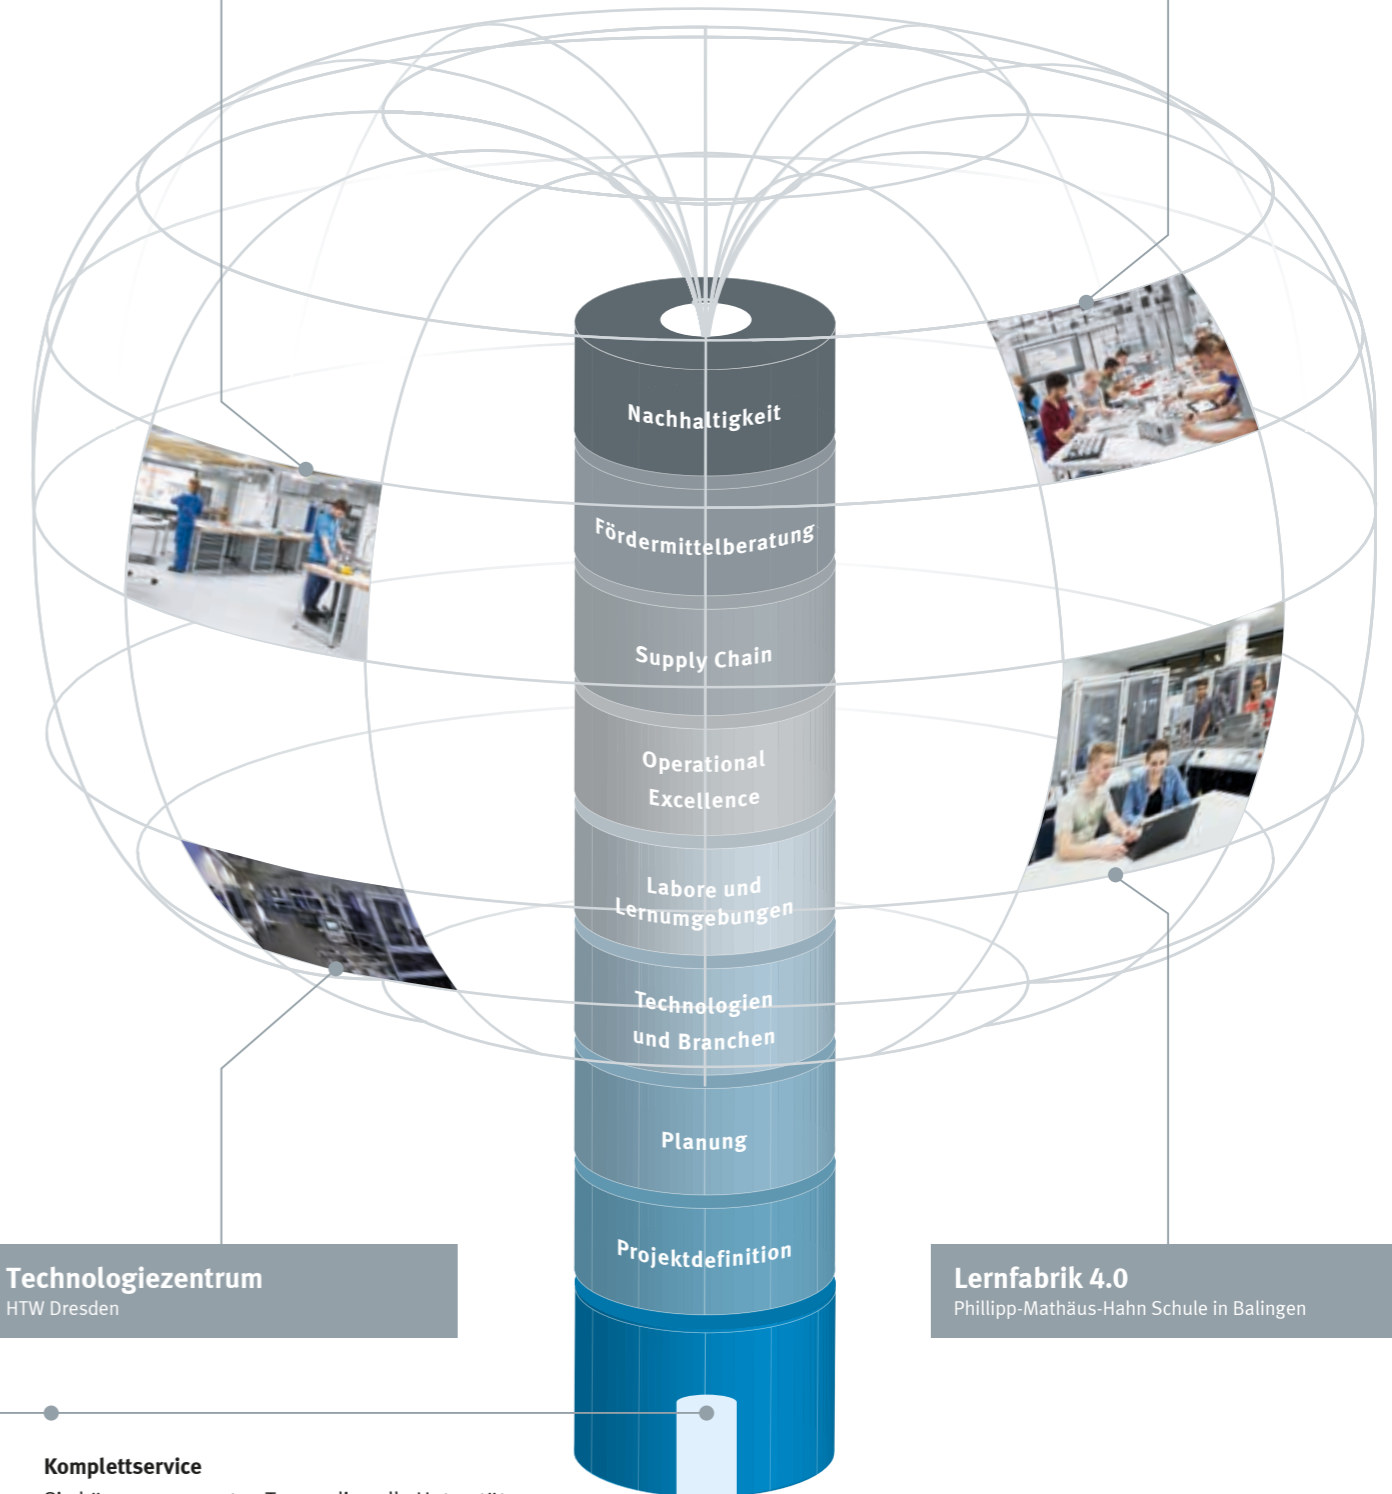 Nachhaltigkeit
Fördermittelberatung
Supply Chain
Operational
Excellence
Labore und
Lernumgebungen
Technologien
und Branchen
Planung
Projektdefinition
Technologiezentrum
HTW Dresden
Lernfabrik 4.0
Phillipp-Mathäus-Hahn Schule in Balingen
Komplettservice